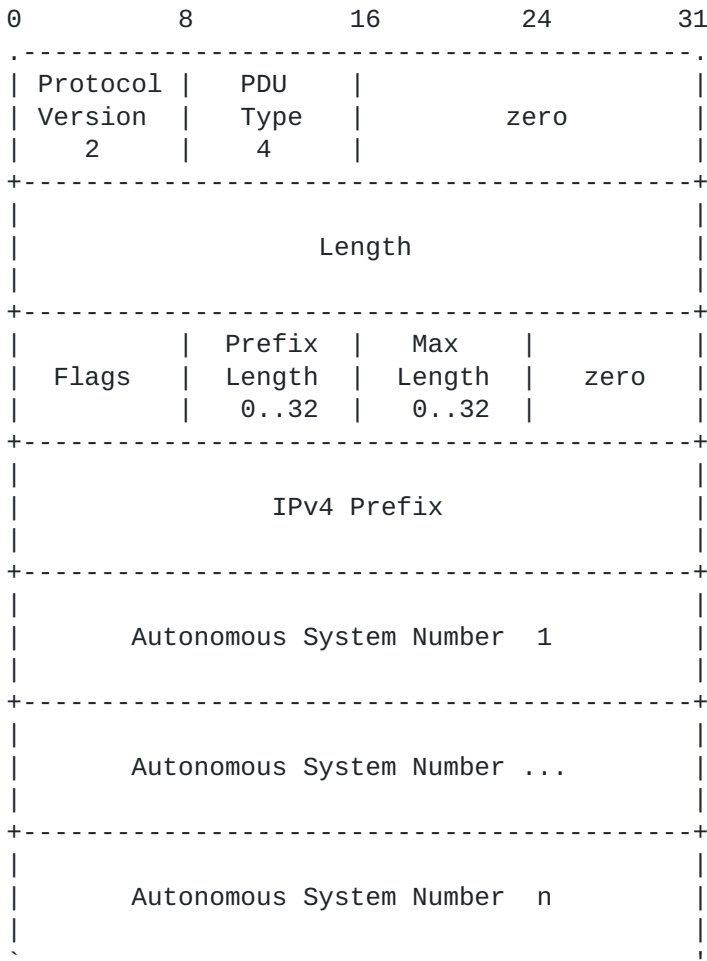 0          8          16         24         31
.-------------------------------------------.
| Protocol |   PDU    |                     |
| Version  |   Type   |         zero        |
|    2     |    4     |                     |
+-------------------------------------------+
|                                           |
|                   Length                  |
|                                           |
+-------------------------------------------+
|          |  Prefix  |   Max    |          |
|  Flags   |  Length  |  Length  |   zero   |
|          |   0..32  |   0..32  |          |
+-------------------------------------------+
|                                           |
|                IPv4 Prefix                |
|                                           |
+-------------------------------------------+
|                                           |
|       Autonomous System Number  1         |
|                                           |
+-------------------------------------------+
|                                           |
|       Autonomous System Number ...        |
|                                           |
+-------------------------------------------+
|                                           |
|       Autonomous System Number  n         |
|                                           |
`                                           '